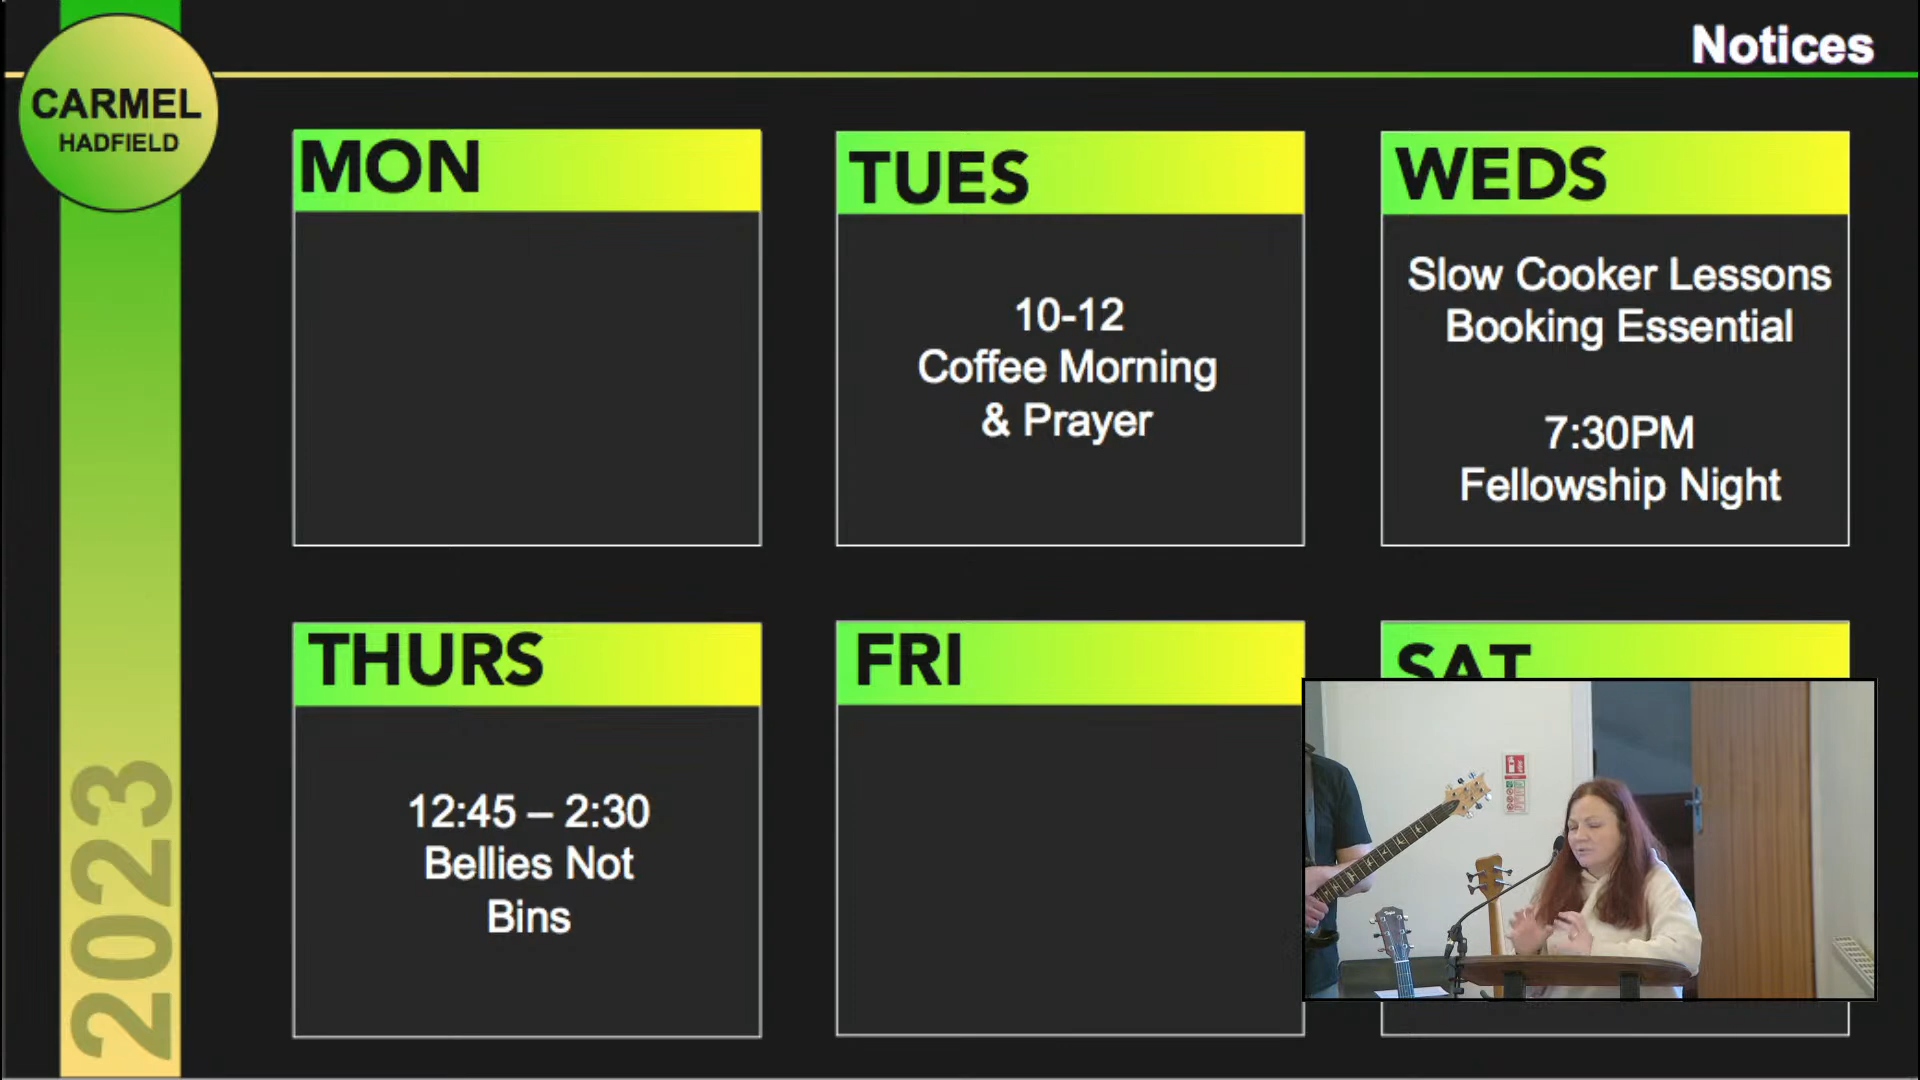 Notices
CARMEL
HADFIELD
MON
TUES
10-12
Coffee Morning
& Prayer
WEDS
Slow Cooker Lessons
Booking Essential
7:30PM
Fellowship Night
THURS
12:45 – 2:30
Bellies Not
Bins
FRI
SAT
2023